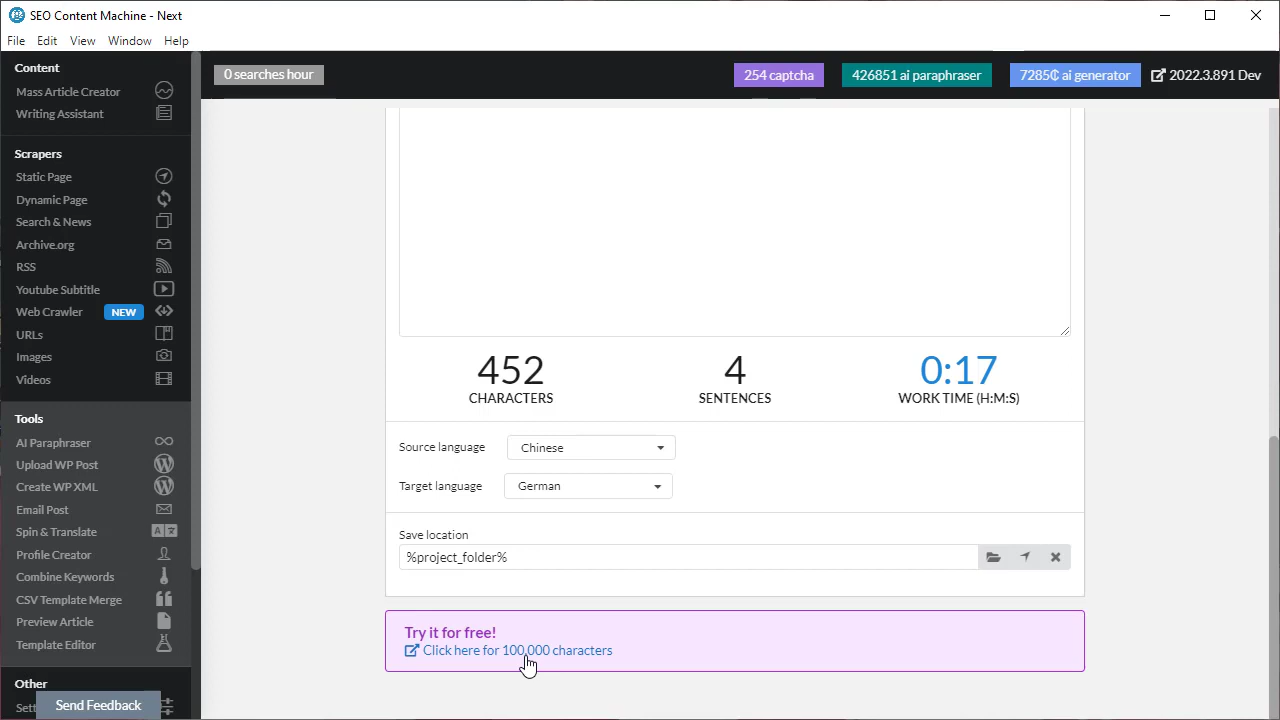 SEO Content Machine - Next
File Edit View Window Help
0 searches hour
254 captcha
426851 ai paraphraser
7285₵ ai generator
2022.3.891 Dev
Content
Mass Article Creator
Writing Assistant
Scrapers
Static Page
Dynamic Page
Search & News
Archive.org
RSS
Youtube Subtitle
Web Crawler NEW
URLs
Images
Videos
Tools
AI Paraphraser
Upload WP Post
Create WP XML
Email Post
Spin & Translate
Profile Creator
Combine Keywords
CSV Template Merge
Preview Article
Template Editor
Other
Send Feedback
452 4 0:17
CHARACTERS SENTENCES WORK TIME (H:M:S)
Source language Chinese
Target language German
Save location
%project_folder%
Try it for free!
Click here for 100,000 characters